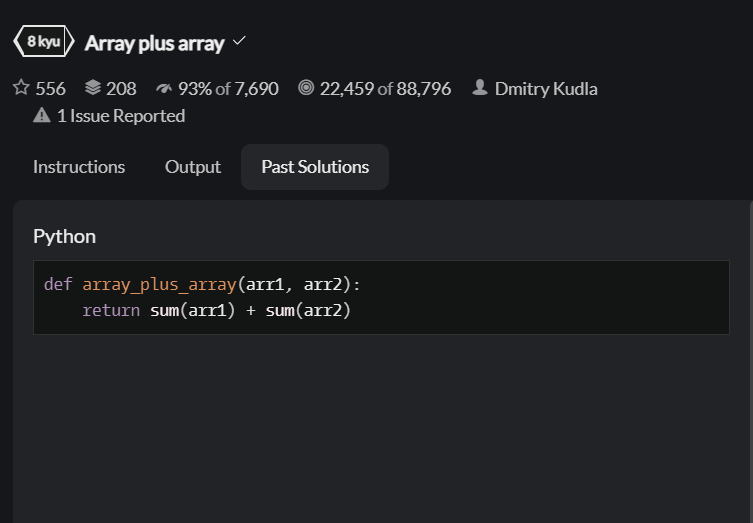 8 kyu Array plus array
556 208 93% of 7,690 22,459 of 88,796 Dmitry Kudla
1 Issue Reported
Instructions Output Past Solutions
Python
def array_plus_array(arr1, arr2):
    return sum(arr1) + sum(arr2)